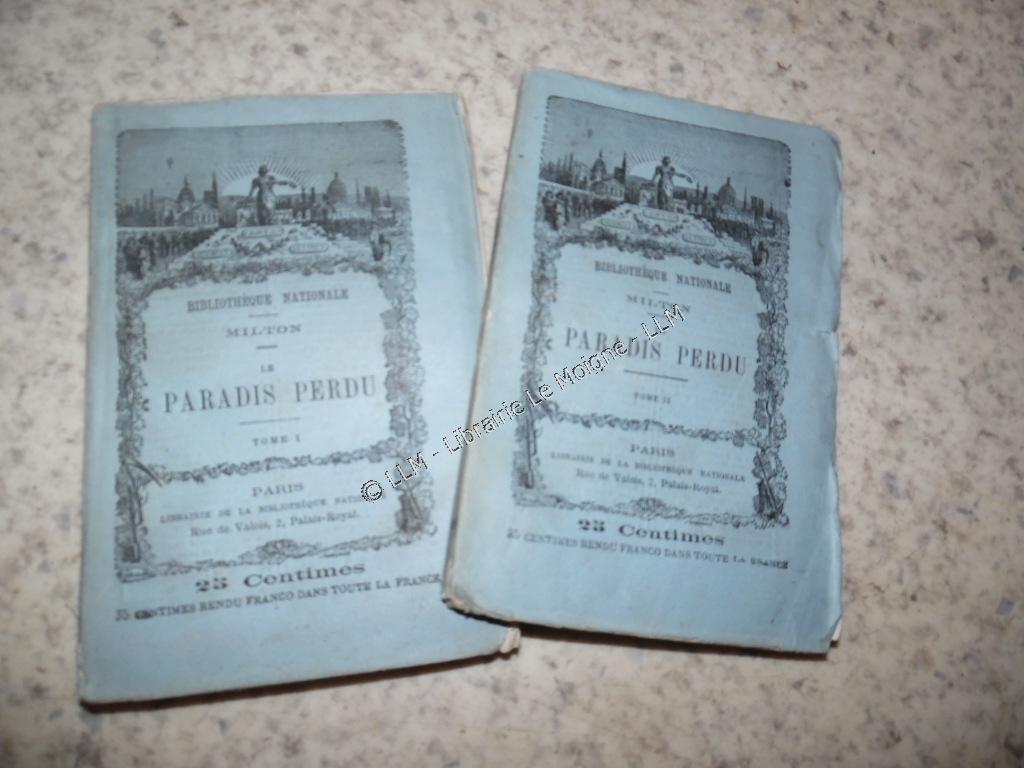 BIBLIOTHÈQUE NATIONALE
MILTON
LE
PARADIS PERDU
TOME I
PARIS
LIBRAIRIE DE LA BIBLIOTHÈQUE NATION
Rue de Valois, 2, Palais-Royal.
25 Centimes
35 CENTIMES RENDU FRANCO DANS TOUTE LA FRANCE
BIBLIOTHÈQUE NATIONALE
MILTON
PARADIS PERDU
TOME II
PARIS
LIBRAIRIE DE LA BIBLIOTHÈQUE NATIONALE
Rue de Valois, 2, Palais-Royal.
25 Centimes
35 CENTIMES RENDU FRANCO DANS TOUTE LA FRANCE
© LLM - Librairie Le Moigne - LLM